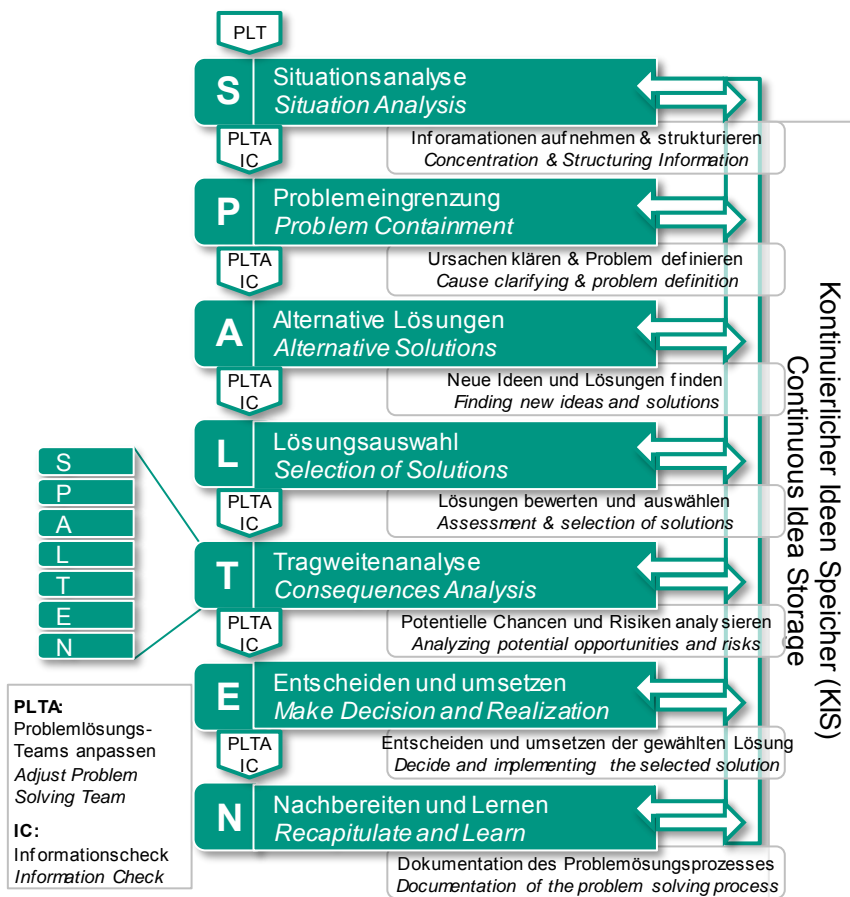 PLT
S
Situationsanalyse
Situation Analysis
PLTA
IC
Inforamationen aufnehmen & strukturieren
Concentration & Structuring Information
P
Problemeingrenzung
Problem Containment
PLTA
IC
Ursachen klären & Problem definieren
Cause clarifying & problem definition
A
Alternative Lösungen
Alternative Solutions
PLTA
IC
Neue Ideen und Lösungen finden
Finding new ideas and solutions
L
Lösungsauswahl
Selection of Solutions
PLTA
IC
Lösungen bewerten und auswählen
Assessment & selection of solutions
T
Tragweitenanalyse
Consequences Analysis
PLTA
IC
Potentielle Chancen und Risiken analysieren
Analyzing potential opportunities and risks
E
Entscheiden und umsetzen
Make Decision and Realization
PLTA
IC
Entscheiden und umsetzen der gewählten Lösung
Decide and implementing the selected solution
N
Nachbereiten und Lernen
Recapitulate and Learn
Dokumentation des Problemösungsprozesses
Documentation of the problem solving process
Kontinuierlicher Ideen Speicher (KIS)
Continuous Idea Storage
S
P
A
L
T
E
N
PLTA:
Problemlösungs-
Teams anpassen
Adjust Problem
Solving Team
IC:
Informationscheck
Information Check